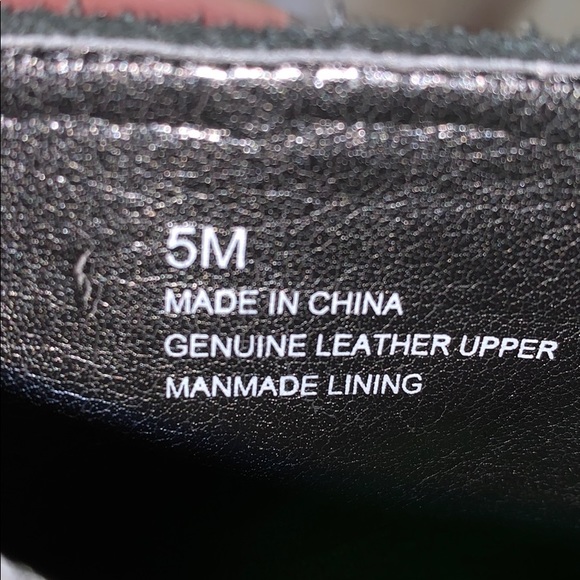 5M
MADE IN CHINA
GENUINE LEATHER UPPER
MANMADE LINING